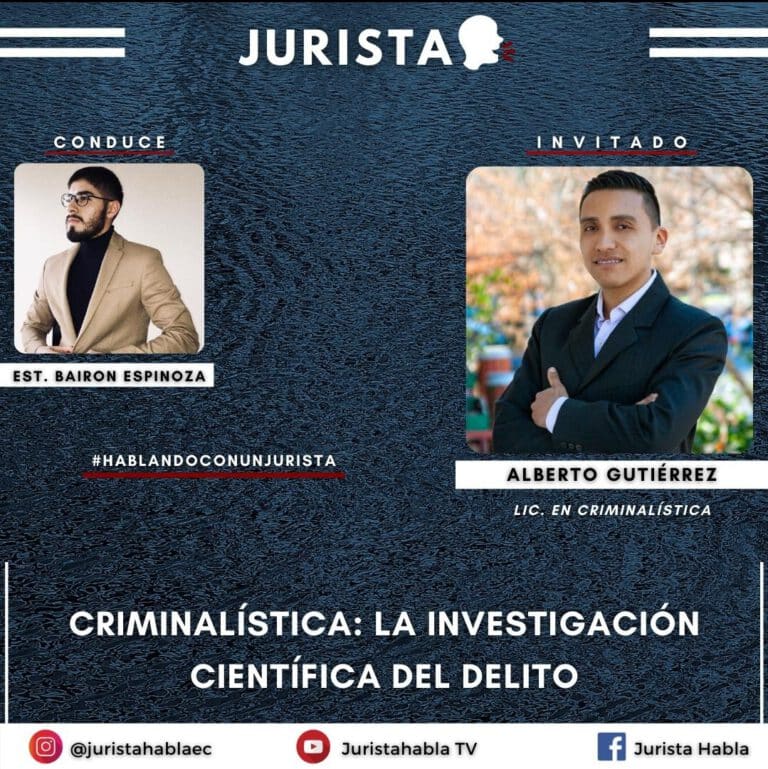 JURISTA
CONDUCE
EST. BAIRON ESPINOZA
INVITADO
ALBERTO GUTIÉRREZ
LIC. EN CRIMINALÍSTICA
#HABLANDOCONUNJURISTA
CRIMINALÍSTICA: LA INVESTIGACIÓN
CIENTÍFICA DEL DELITO
@juristahablaec
Juristahabla TV
Jurista Habla